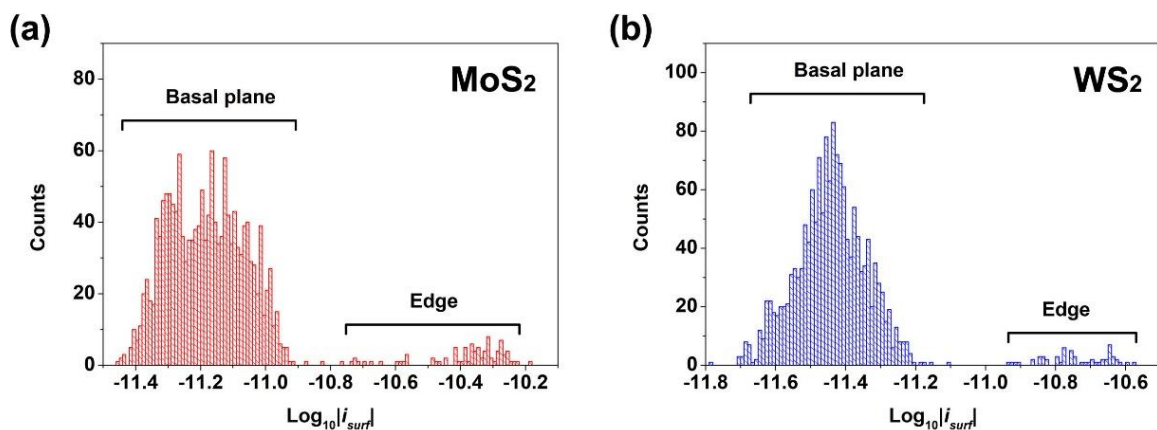 (a)
MoS2
Basal plane
Edge
Counts
80
60
40
20
0
-11.4 -11.2 -11.0 -10.8 -10.6 -10.4 -10.2
Log10|isurf|
(b)
WS2
Basal plane
Edge
Counts
100
80
60
40
20
0
-11.8 -11.6 -11.4 -11.2 -11.0 -10.8 -10.6
Log10|isurf|